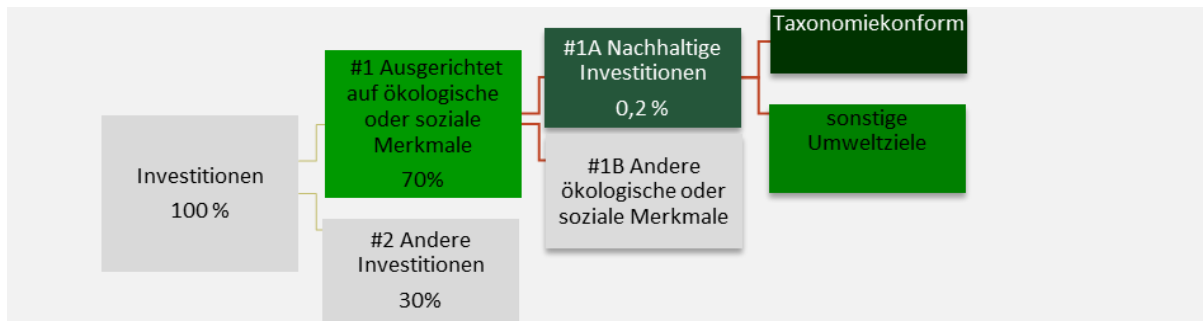 Investitionen
100 %
#1 Ausgerichtet
auf ökologische
oder soziale
Merkmale
70%
#2 Andere
Investitionen
30%
#1A Nachhaltige
Investitionen
0,2 %
#1B Andere
ökologische oder
soziale Merkmale
Taxonomiekonform
sonstige
Umweltziele